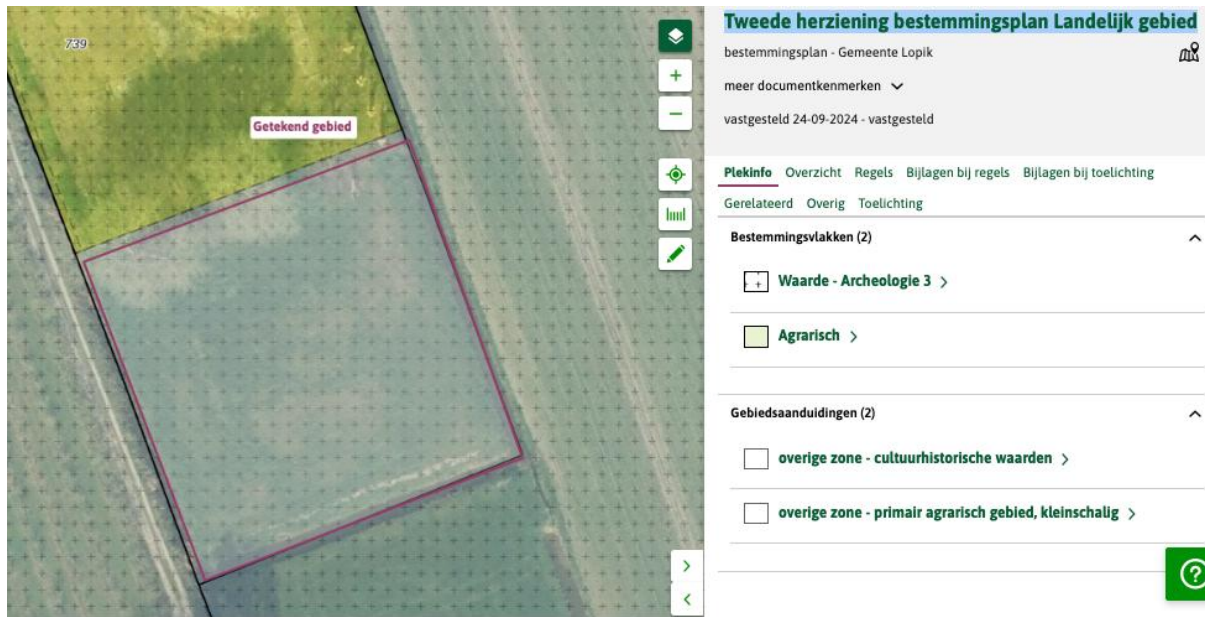 739
Getekend gebied
Tweede herziening bestemmingsplan Landelijk gebied
bestemmingsplan - Gemeente Lopik
meer documentkenmerken
vastgesteld 24-09-2024 - vastgesteld
Plekinfo Overzicht Regels Bijlagen bij regels Bijlagen bij toelichting
Gerelateerd Overig Toelichting
Bestemmingsvlakken (2)
Waarde - Archeologie 3
Agrarisch
Gebiedsaanduidingen (2)
overige zone - cultuurhistorische waarden
overige zone - primair agrarisch gebied, kleinschalig